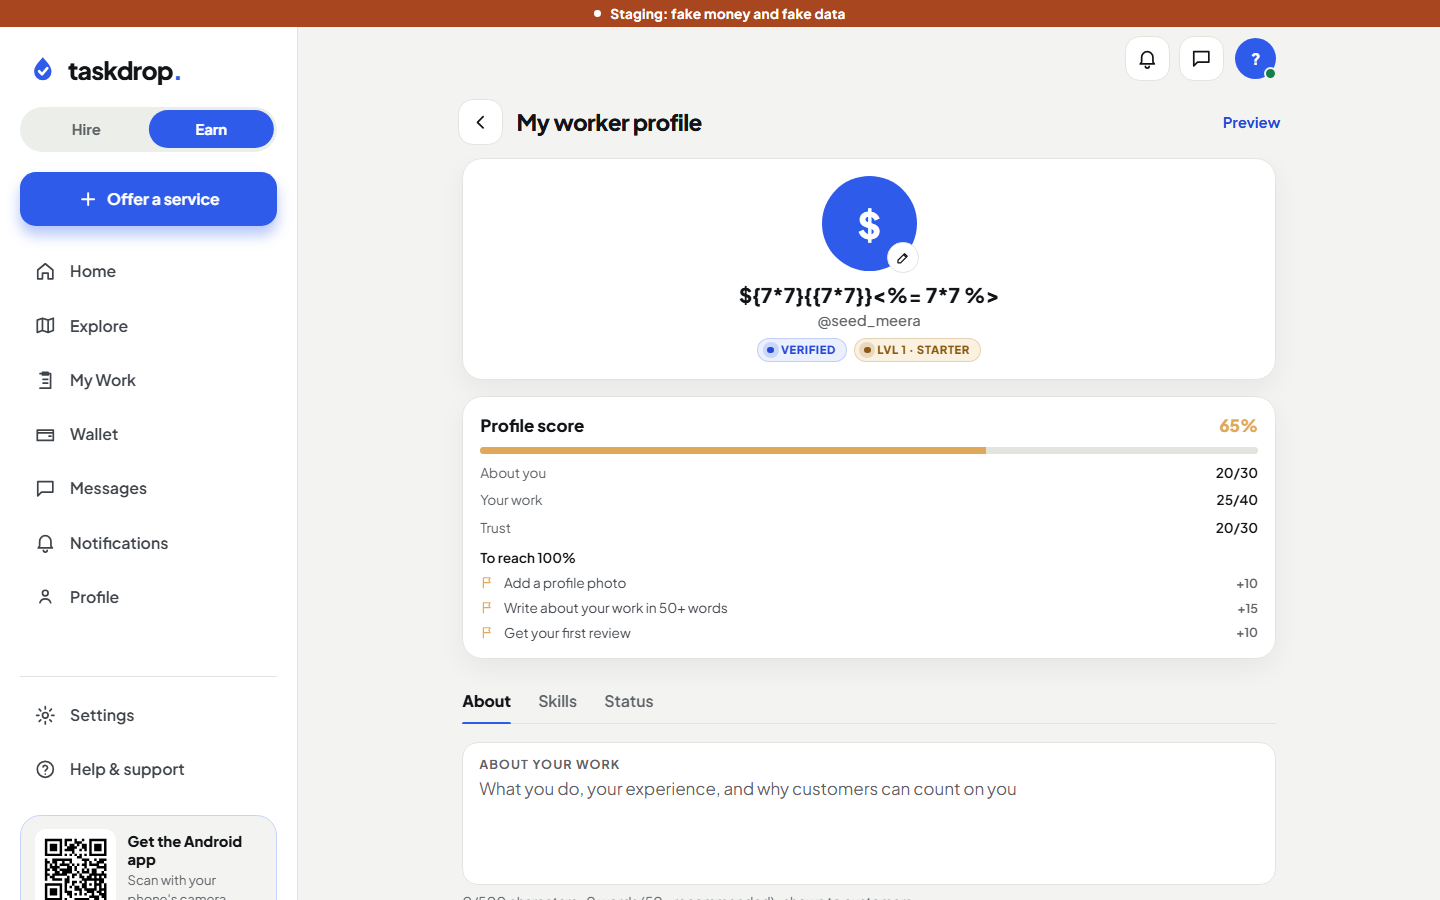 Staging: fake money and fake data
taskdrop.
Hire
Earn
Offer a service
Home
Explore
My Work
Wallet
Messages
Notifications
Profile
Settings
Help & support
Get the Android
app
Scan with your
phone's camera
?
My worker profile
Preview
$
${7*7}{{7*7}}<%= 7*7 %>
@seed_meera
VERIFIED
LVL 1 · STARTER
Profile score
65%
About you
20/30
Your work
25/40
Trust
20/30
To reach 100%
Add a profile photo
+10
Write about your work in 50+ words
+15
Get your first review
+10
About
Skills
Status
ABOUT YOUR WORK
What you do, your experience, and why customers can count on you